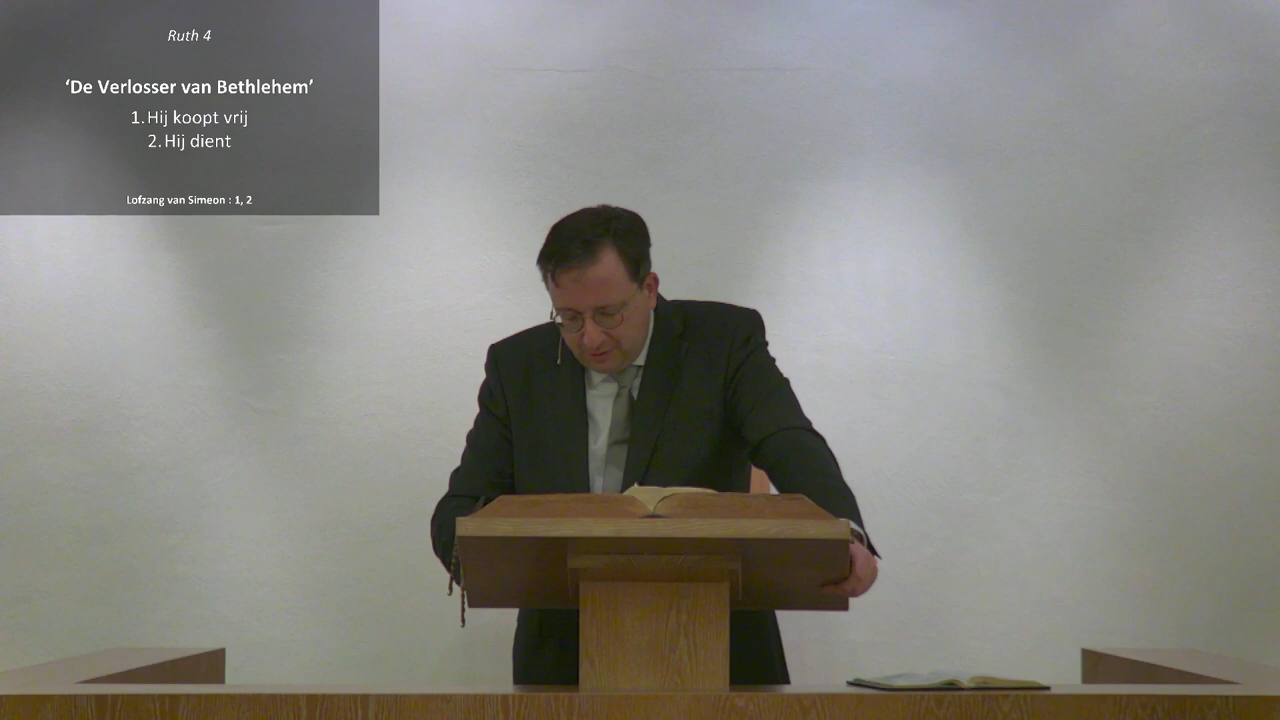 Ruth 4
‘De Verlosser van Bethlehem’
1. Hij koopt vrij
2. Hij dient
Lofzang van Simeon : 1, 2